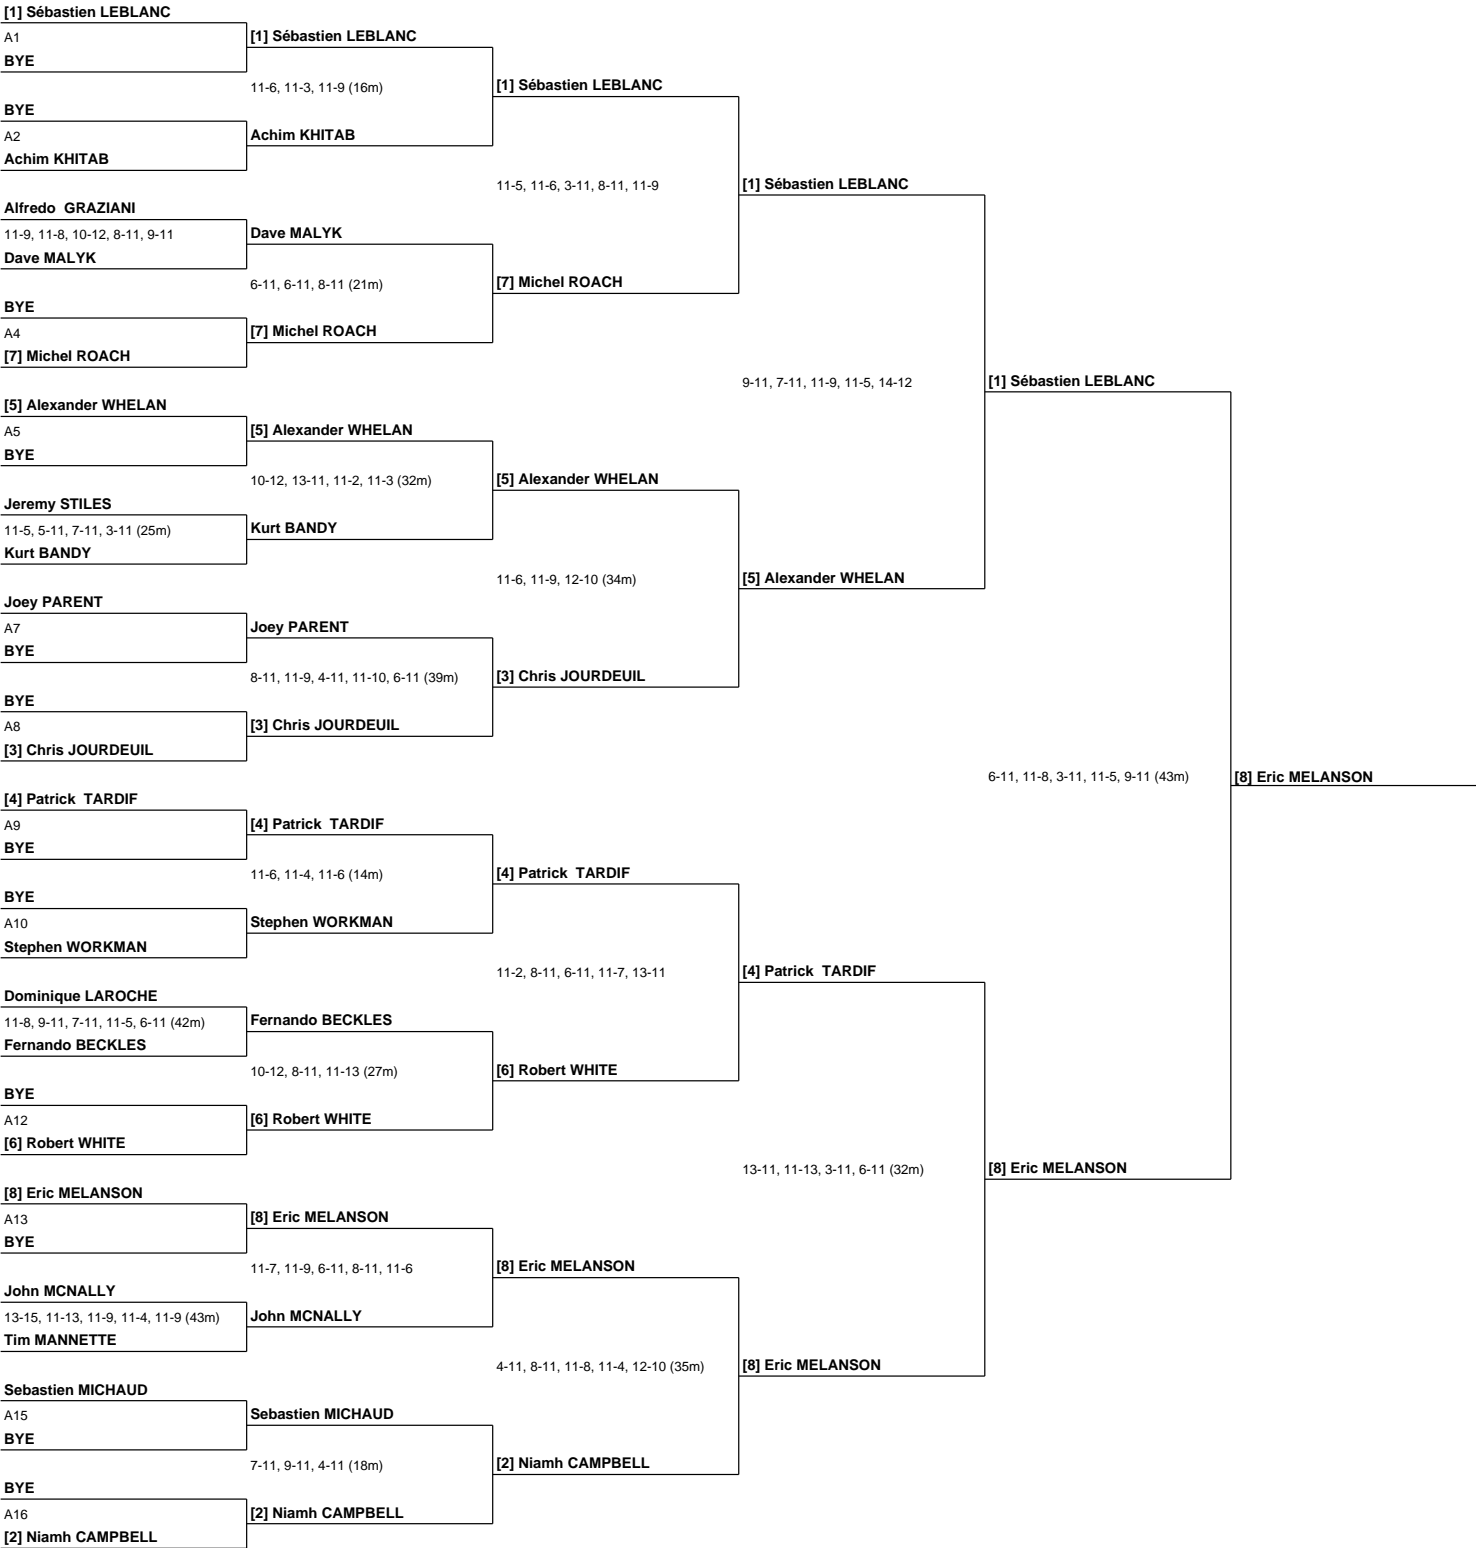 [1] Sébastien LEBLANC
A1
BYE
BYE
A2
Achim KHITAB
Alfredo  GRAZIANI
11-9, 11-8, 10-12, 8-11, 9-11
Dave MALYK
BYE
A4
[7] Michel ROACH
[5] Alexander WHELAN
A5
BYE
Jeremy STILES
11-5, 5-11, 7-11, 3-11 (25m)
Kurt BANDY
Joey PARENT
A7
BYE
BYE
A8
[3] Chris JOURDEUIL
[4] Patrick  TARDIF
A9
BYE
BYE
A10
Stephen WORKMAN
Dominique LAROCHE
11-8, 9-11, 7-11, 11-5, 6-11 (42m)
Fernando BECKLES
BYE
A12
[6] Robert WHITE
[8] Eric MELANSON
A13
BYE
John MCNALLY
13-15, 11-13, 11-9, 11-4, 11-9 (43m)
Tim MANNETTE
Sebastien MICHAUD
A15
BYE
BYE
A16
[2] Niamh CAMPBELL
[1] Sébastien LEBLANC
11-6, 11-3, 11-9 (16m)
Achim KHITAB
Dave MALYK
6-11, 6-11, 8-11 (21m)
[7] Michel ROACH
[5] Alexander WHELAN
10-12, 13-11, 11-2, 11-3 (32m)
Kurt BANDY
Joey PARENT
8-11, 11-9, 4-11, 11-10, 6-11 (39m)
[3] Chris JOURDEUIL
[4] Patrick  TARDIF
11-6, 11-4, 11-6 (14m)
Stephen WORKMAN
Fernando BECKLES
10-12, 8-11, 11-13 (27m)
[6] Robert WHITE
[8] Eric MELANSON
11-7, 11-9, 6-11, 8-11, 11-6
John MCNALLY
Sebastien MICHAUD
7-11, 9-11, 4-11 (18m)
[2] Niamh CAMPBELL
[1] Sébastien LEBLANC
11-5, 11-6, 3-11, 8-11, 11-9
[7] Michel ROACH
[5] Alexander WHELAN
11-6, 11-9, 12-10 (34m)
[3] Chris JOURDEUIL
[4] Patrick  TARDIF
11-2, 8-11, 6-11, 11-7, 13-11
[6] Robert WHITE
[8] Eric MELANSON
4-11, 8-11, 11-8, 11-4, 12-10 (35m)
[2] Niamh CAMPBELL
[1] Sébastien LEBLANC
9-11, 7-11, 11-9, 11-5, 14-12
[5] Alexander WHELAN
[4] Patrick  TARDIF
13-11, 11-13, 3-11, 6-11 (32m)
[8] Eric MELANSON
[1] Sébastien LEBLANC
6-11, 11-8, 3-11, 11-5, 9-11 (43m)
[8] Eric MELANSON
[8] Eric MELANSON